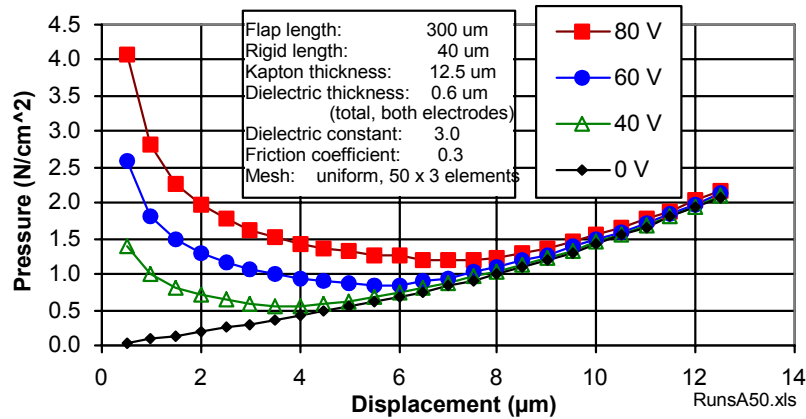 4.5
4.0
3.5
3.0
2.5
2.0
1.5
1.0
0.5
0.0
Pressure (N/cm^2)
Flap length: 300 um
Rigid length: 40 um
Kapton thickness: 12.5 um
Dielectric thickness: 0.6 um
(total, both electrodes)
Dielectric constant: 3.0
Friction coefficient: 0.3
Mesh: uniform, 50 x 3 elements
80 V
60 V
40 V
0 V
0 2 4 6 8 10 12 14
Displacement (µm)
RunsA50.xls